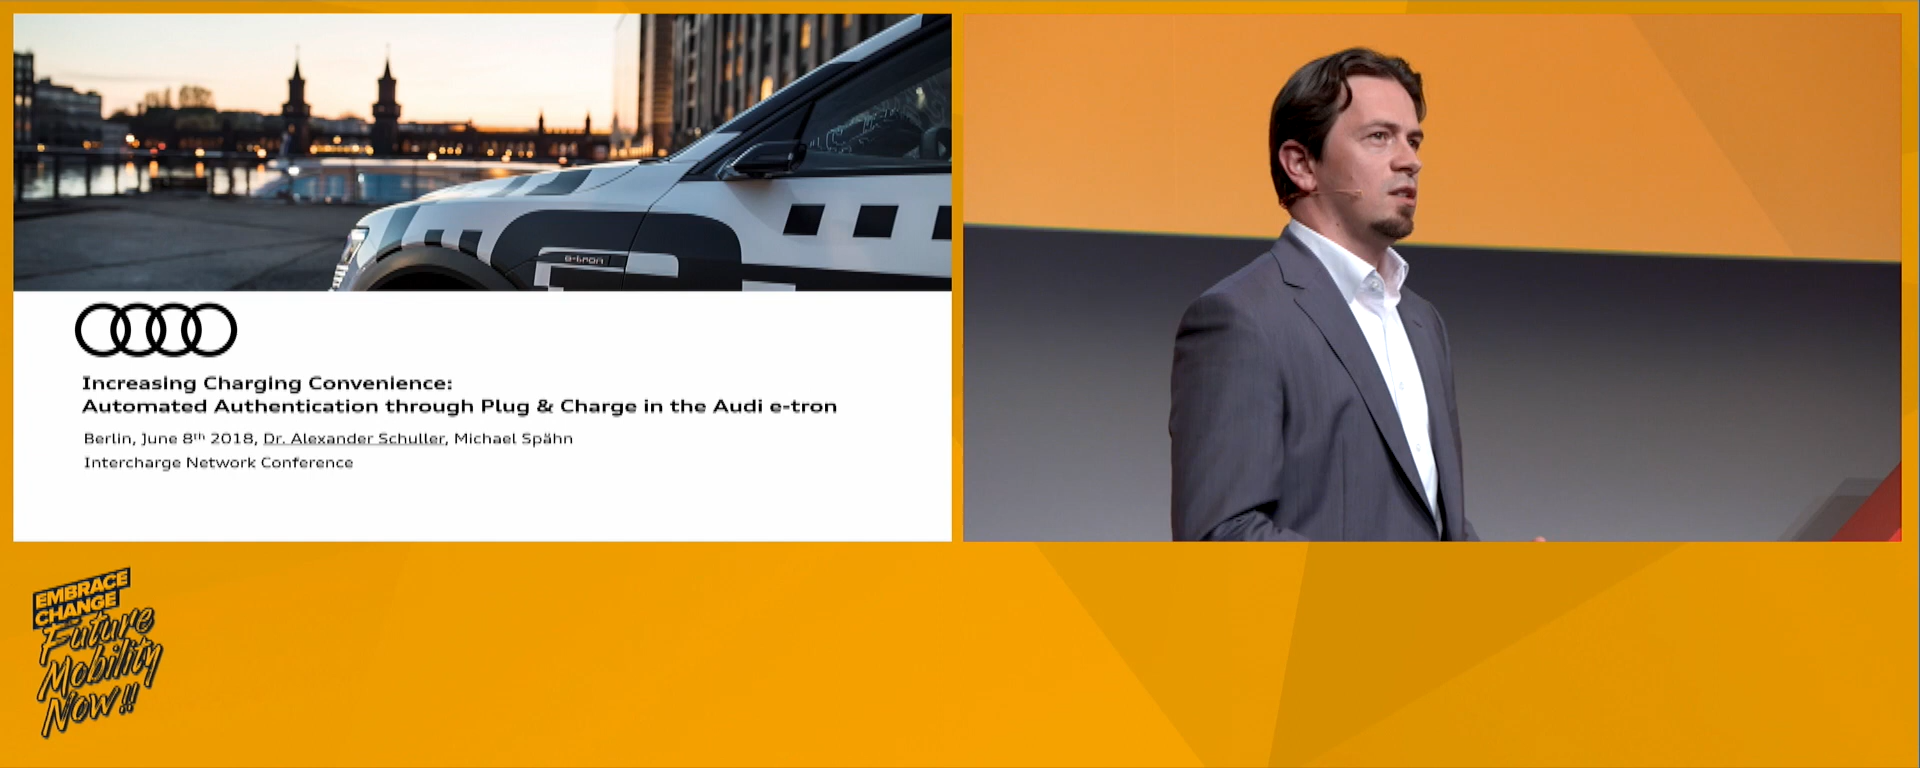 e-tron
Increasing Charging Convenience:
Automated Authentication through Plug & Charge in the Audi e-tron
Berlin, June 8th 2018, Dr. Alexander Schuller, Michael Spähn
Intercharge Network Conference
EMBRACE
CHANGE
Future
Mobility
Now!!